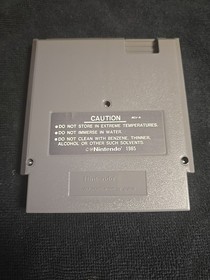 CAUTION
● DO NOT STORE IN EXTREME TEMPERATURES.
● DO NOT IMMERSE IN WATER.
● DO NOT CLEAN WITH BENZENE, THINNER,
ALCOHOL OR OTHER SUCH SOLVENTS.
© Nintendo 1985